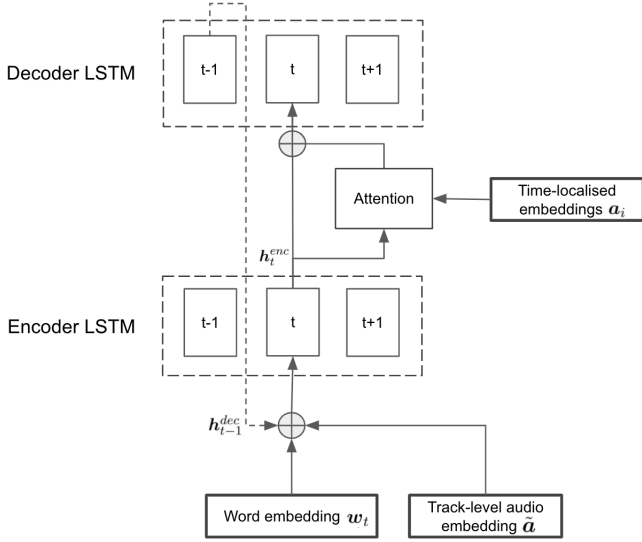 Decoder LSTM
t-1
t
t+1
Attention
Time-localised
embeddings a_i
h_t^{enc}
Encoder LSTM
t-1
t
t+1
h_{t-1}^{dec}
Word embedding w_t
Track-level audio
embedding ã